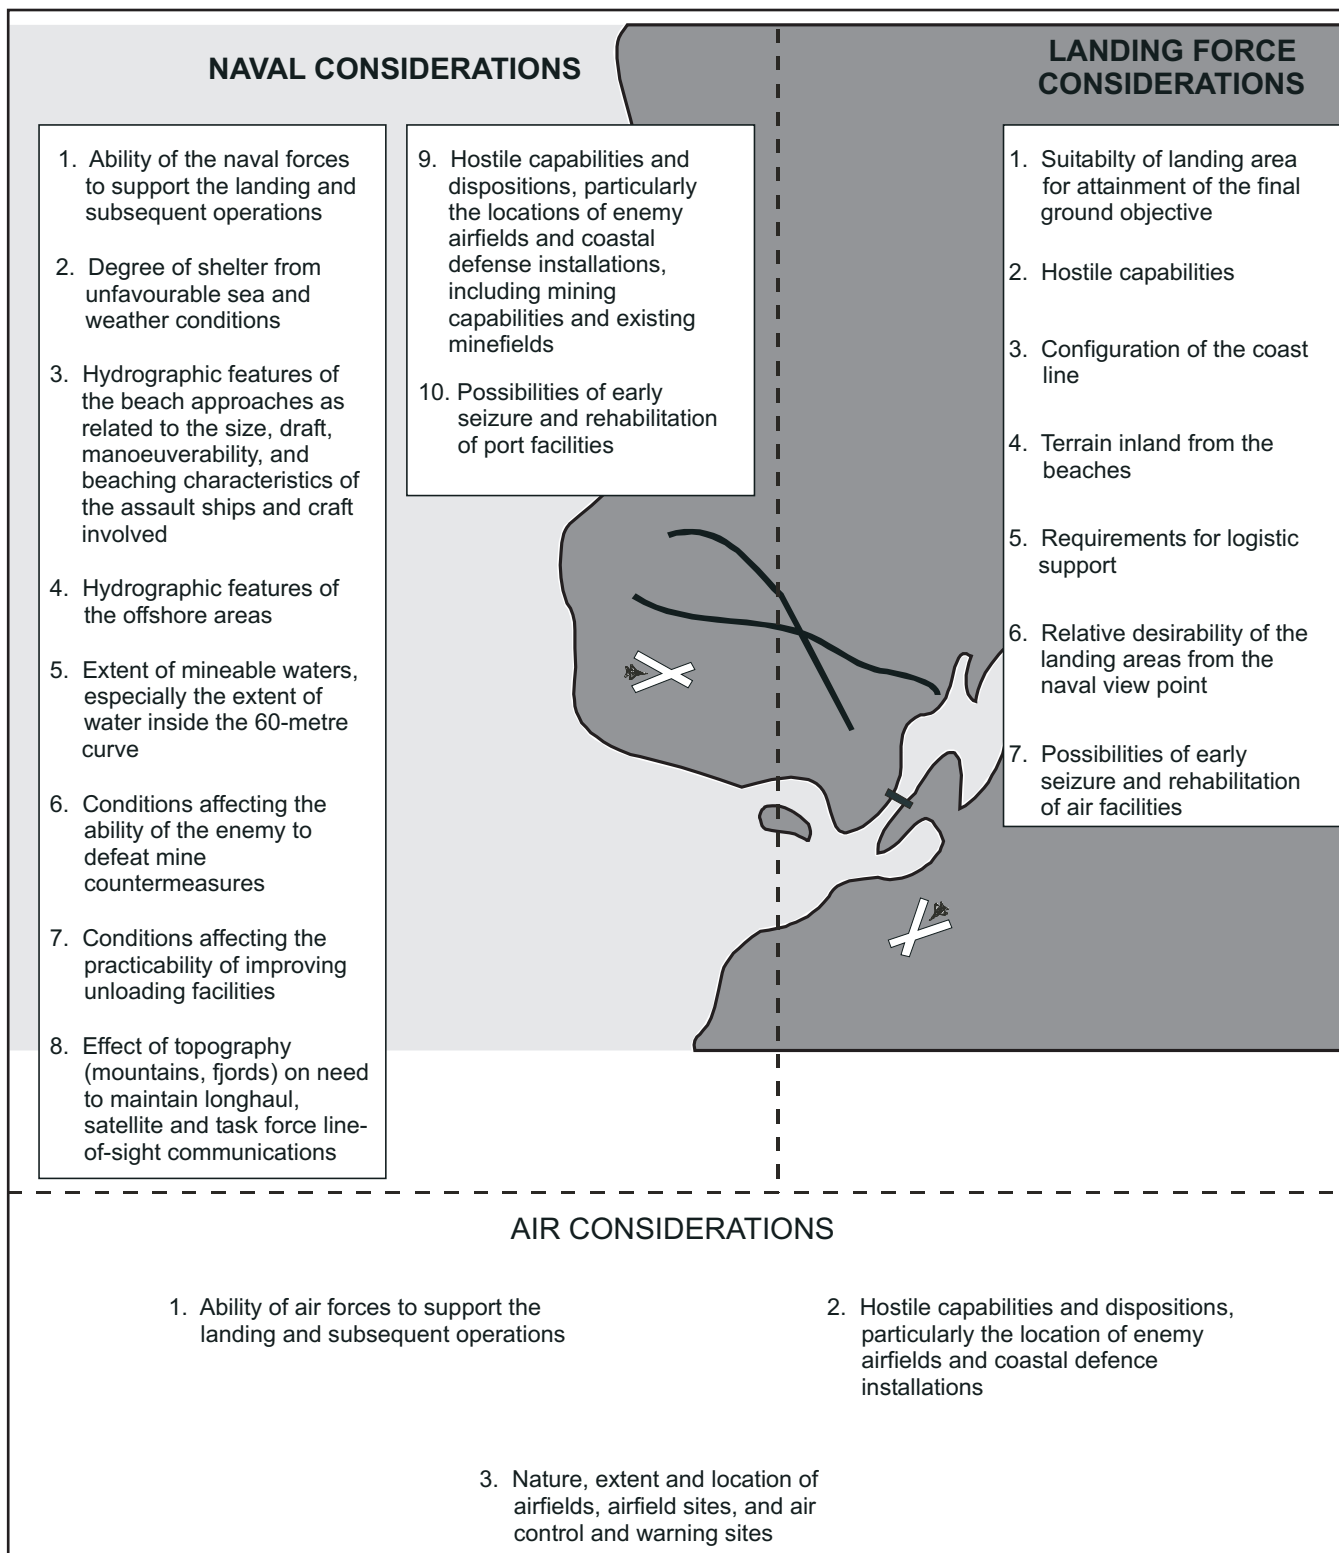 NAVAL CONSIDERATIONS
1. Ability of the naval forces
to support the landing and
subsequent operations
2. Degree of shelter from
unfavourable sea and
weather conditions
3. Hydrographic features of
the beach approaches as
related to the size, draft,
manoeuverability, and
beaching characteristics of
the assault ships and craft
involved
4. Hydrographic features of
the offshore areas
5. Extent of mineable waters,
especially the extent of
water inside the 60-metre
curve
6. Conditions affecting the
ability of the enemy to
defeat mine
countermeasures
7. Conditions affecting the
practicability of improving
unloading facilities
8. Effect of topography
(mountains, fjords) on need
to maintain longhaul,
satellite and task force line-
of-sight communications
9. Hostile capabilities and
dispositions, particularly
the locations of enemy
airfields and coastal
defense installations,
including mining
capabilities and existing
minefields
10. Possibilities of early
seizure and rehabilitation
of port facilities
LANDING FORCE
CONSIDERATIONS
1. Suitabilty of landing area
for attainment of the final
ground objective
2. Hostile capabilities
3. Configuration of the coast
line
4. Terrain inland from the
beaches
5. Requirements for logistic
support
6. Relative desirability of the
landing areas from the
naval view point
7. Possibilities of early
seizure and rehabilitation
of air facilities
AIR CONSIDERATIONS
1. Ability of air forces to support the
landing and subsequent operations
2. Hostile capabilities and dispositions,
particularly the location of enemy
airfields and coastal defence
installations
3. Nature, extent and location of
airfields, airfield sites, and air
control and warning sites